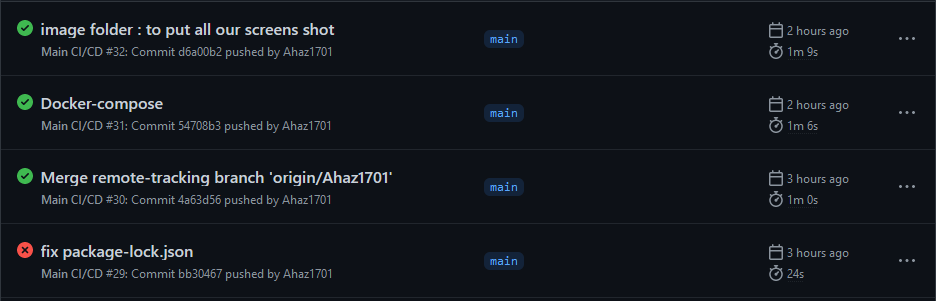 image folder : to put all our screens shot
main
2 hours ago
Main CI/CD #32: Commit d6a00b2 pushed by Ahaz1701
1m 9s
Docker-compose
main
2 hours ago
Main CI/CD #31: Commit 54708b3 pushed by Ahaz1701
1m 6s
Merge remote-tracking branch 'origin/Ahaz1701'
main
3 hours ago
Main CI/CD #30: Commit 4a63d56 pushed by Ahaz1701
1m 0s
fix package-lock.json
main
3 hours ago
Main CI/CD #29: Commit bb30467 pushed by Ahaz1701
24s